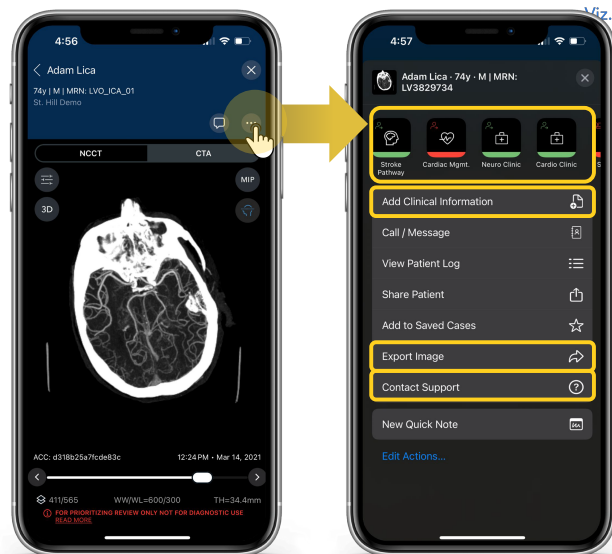 Viz.
4:56
Adam Lica
74y | M | MRN: LVO_ICA_01
St. Hill Demo
NCCT
CTA
MIP
3D
ACC: d318b25a7fcde83c
12:24 PM • Mar 14, 2021
411/565
WW/WL=600/300
TH=34.4mm
FOR PRIORITIZING REVIEW ONLY NOT FOR DIAGNOSTIC USE
READ MORE
4:57
Adam Lica · 74y · M | MRN:
LV3829734
Stroke
Pathway
Cardiac Mgmt.
Neuro Clinic
Cardio Clinic
S
Add Clinical Information
Call / Message
View Patient Log
Share Patient
Add to Saved Cases
Export Image
Contact Support
New Quick Note
Edit Actions...